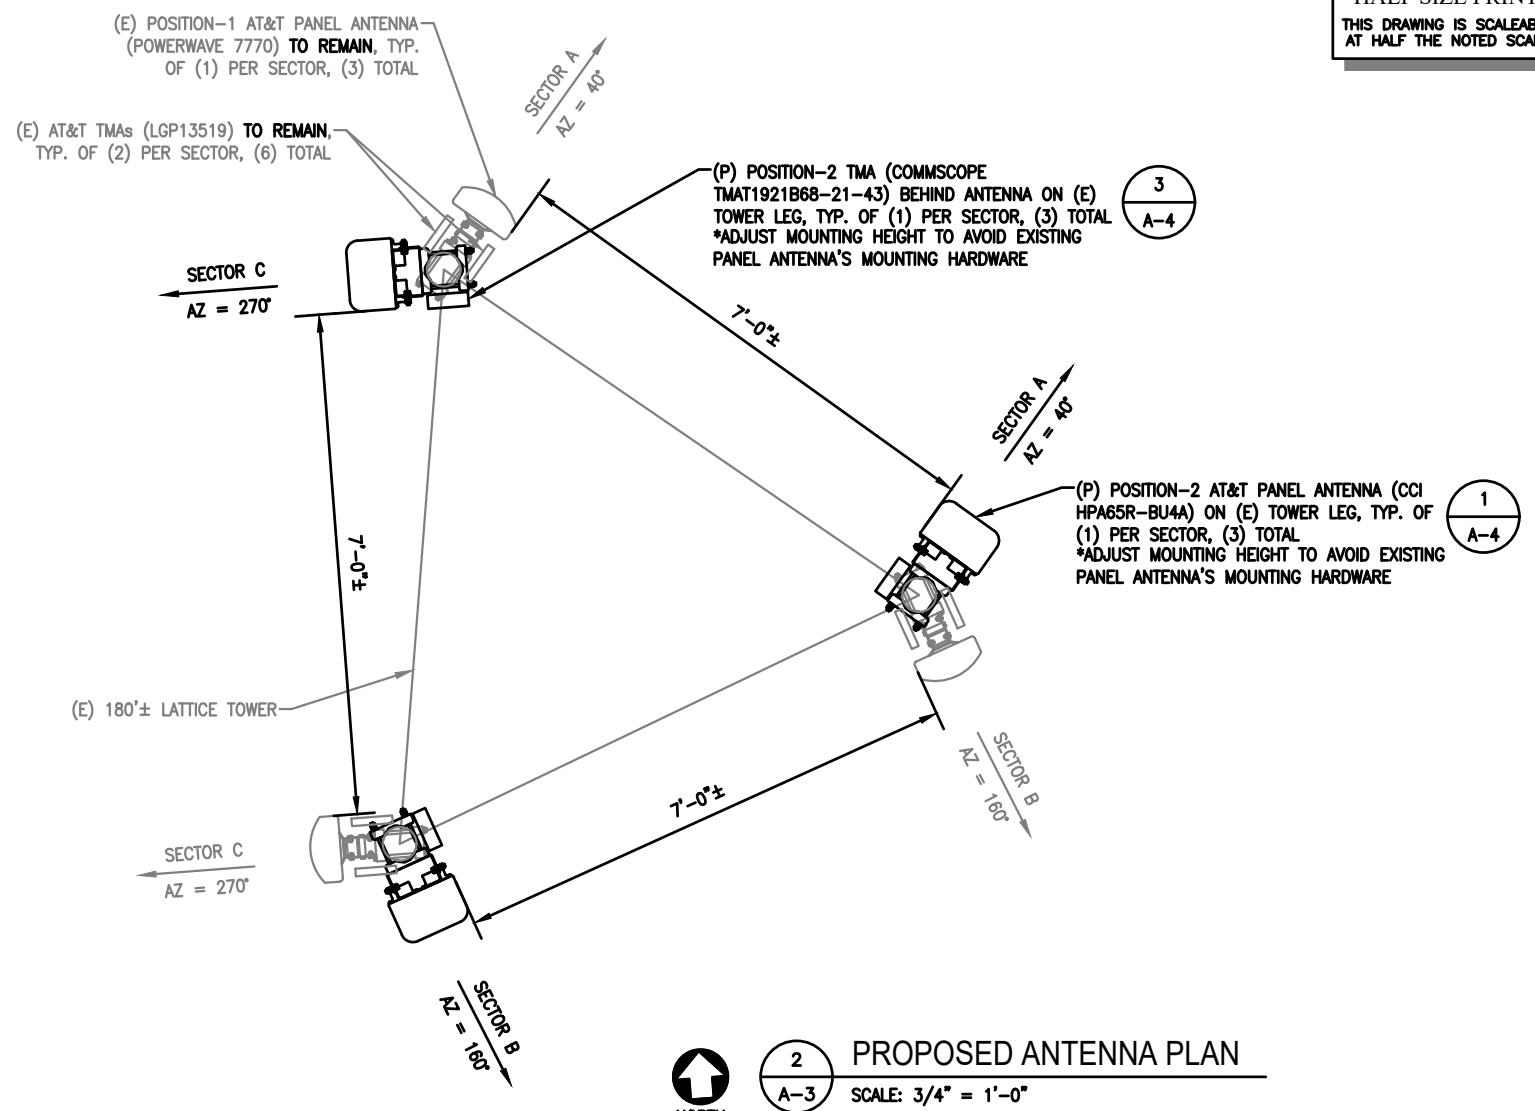 HALF SIZE PRINT
THIS DRAWING IS
AT HALF THE NOTED
(E) POSITION-1 AT&T PANEL ANTENNA
(POWERWAVE 7770) TO REMAIN, TYP.
OF (1) PER SECTOR, (3) TOTAL
SECTOR A
AZ = 40°
(E) AT&T TMAs (LGP13519) TO REMAIN,
TYP. OF (2) PER SECTOR, (6) TOTAL
(P) POSITION-2 TMA (COMMSCOPE
TMAT1921B68-21-43) BEHIND ANTENNA ON (E)
TOWER LEG, TYP. OF (1) PER SECTOR, (3) TOTAL
*ADJUST MOUNTING HEIGHT TO AVOID EXISTING
PANEL ANTENNA'S MOUNTING HARDWARE
3
A-4
SECTOR C
AZ = 270°
7'-0"±
SECTOR A
AZ = 40°
(P) POSITION-2 AT&T PANEL ANTENNA (CCI
HPA65R-BU4A) ON (E) TOWER LEG, TYP. OF
(1) PER SECTOR, (3) TOTAL
*ADJUST MOUNTING HEIGHT TO AVOID EXISTING
PANEL ANTENNA'S MOUNTING HARDWARE
1
A-4
7'-0"±
(E) 180'± LATTICE TOWER
SECTOR B
AZ = 160°
7'-0"±
SECTOR C
AZ = 270°
SECTOR B
AZ = 160°
2
A-3
PROPOSED ANTENNA PLAN
SCALE: 3/4" = 1'-0"